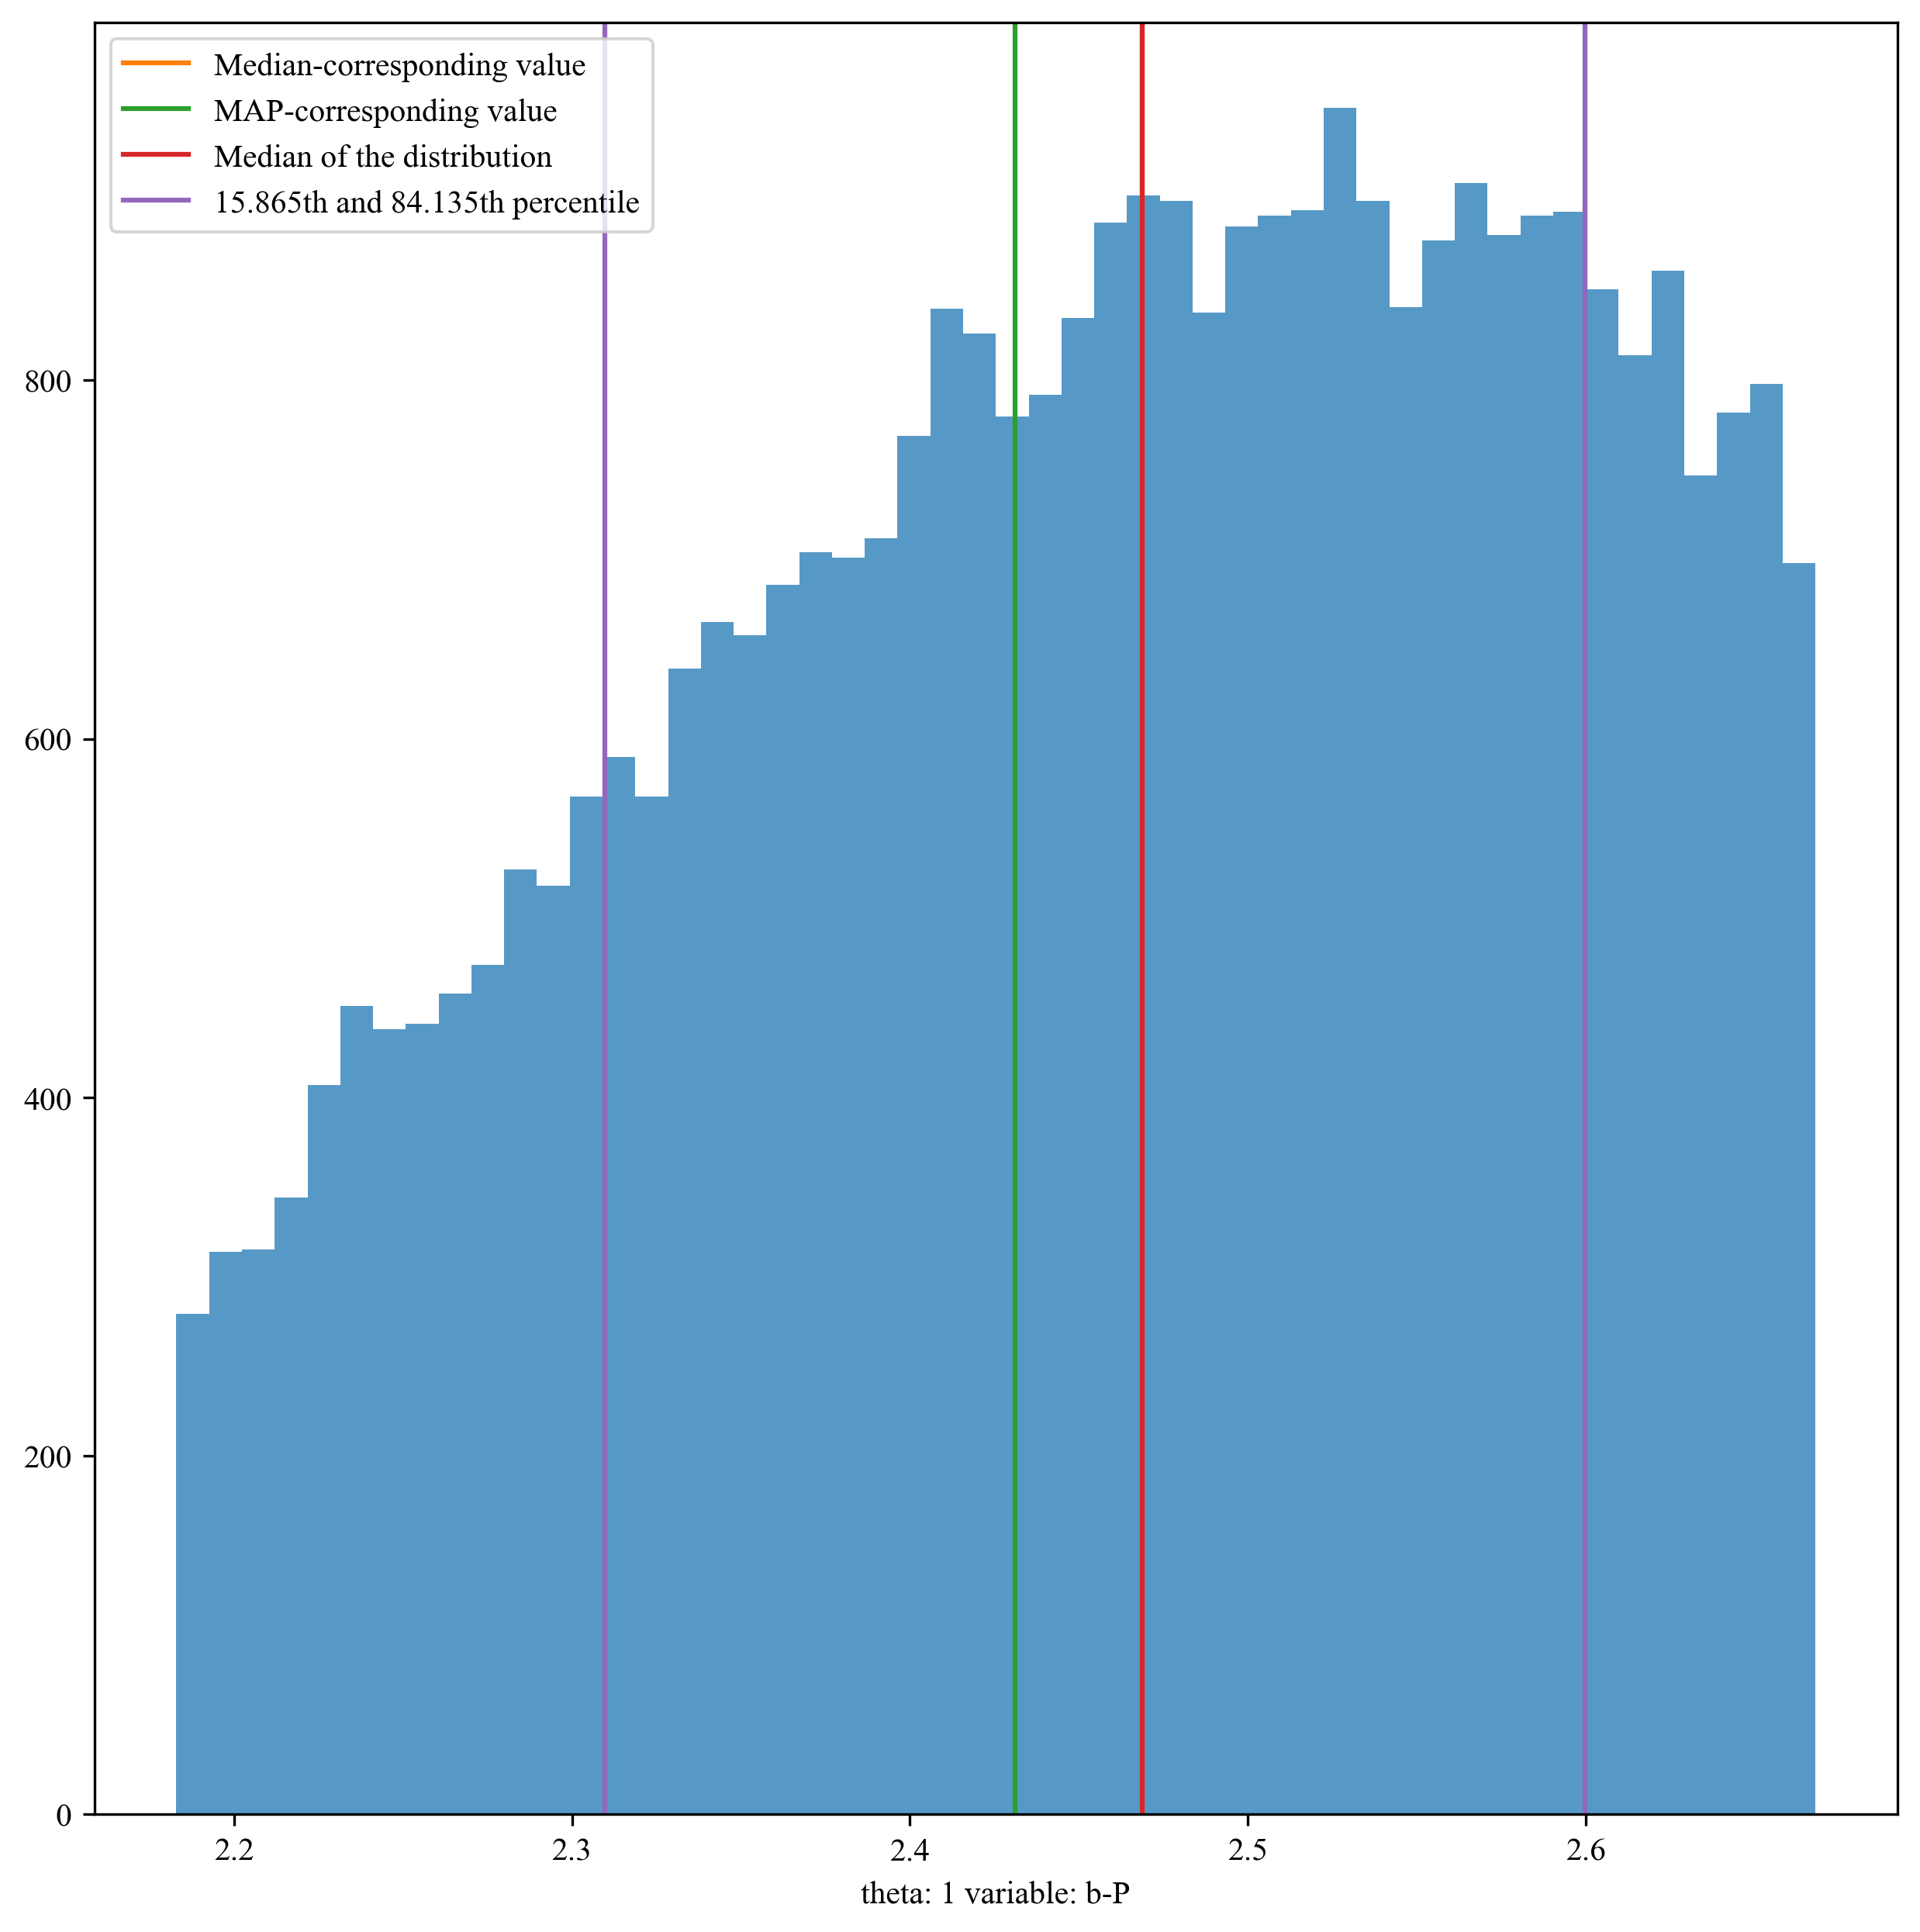 Median-corresponding value
MAP-corresponding value
Median of the distribution
15.865th and 84.135th percentile
800
600
400
200
0
2.2 2.3 2.4 2.5 2.6
theta: 1 variable: b-P